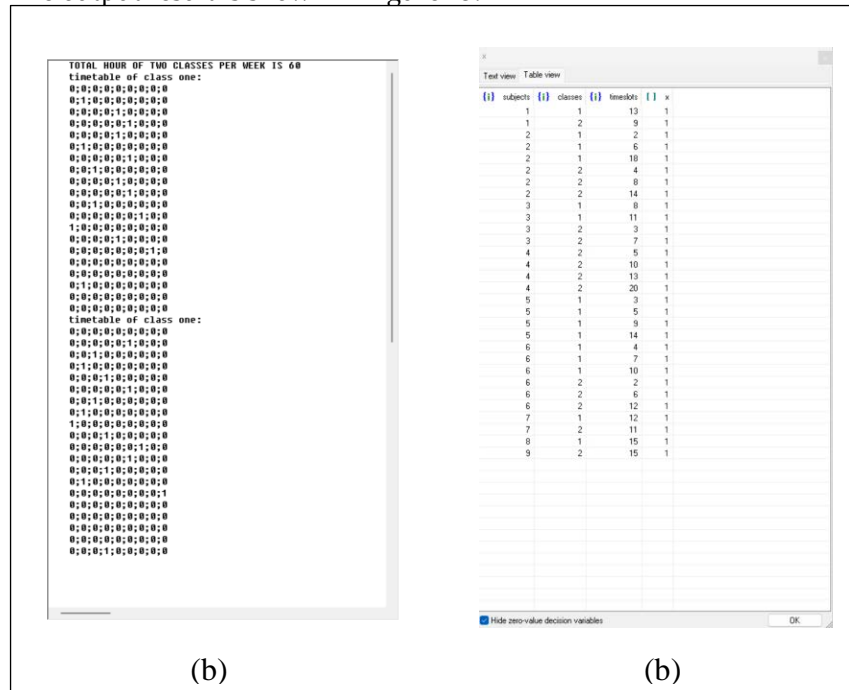 TOTAL HOUR OF TWO CLASSES PER WEEK IS 60
timetable of class one:
0;0;0;0;0;0;0;0;0
0;1;0;0;0;0;0;0;0
0;0;0;0;1;0;0;0;0
0;0;0;0;0;1;0;0;0
0;0;0;0;1;0;0;0;0
0;1;0;0;0;0;0;0;0
0;0;0;0;0;1;0;0;0
0;0;1;0;0;0;0;0;0
0;0;0;0;1;0;0;0;0
0;0;0;0;0;1;0;0;0
0;0;1;0;0;0;0;0;0
0;0;0;0;0;0;1;0;0
1;0;0;0;0;0;0;0;0
0;0;0;0;1;0;0;0;0
0;0;0;0;0;0;0;1;0
0;0;0;0;0;0;0;0;0
0;0;0;0;0;0;0;0;0
0;1;0;0;0;0;0;0;0
0;0;0;0;0;0;0;0;0
0;0;0;0;0;0;0;0;0
timetable of class one:
0;0;0;0;0;0;0;0;0
0;0;0;0;0;1;0;0;0
0;0;1;0;0;0;0;0;0
0;1;0;0;0;0;0;0;0
0;0;0;1;0;0;0;0;0
0;0;0;0;0;1;0;0;0
0;0;1;0;0;0;0;0;0
0;1;0;0;0;0;0;0;0
1;0;0;0;0;0;0;0;0
0;0;0;1;0;0;0;0;0
0;0;0;0;0;0;1;0;0
0;0;0;0;0;1;0;0;0
0;0;0;1;0;0;0;0;0
0;1;0;0;0;0;0;0;0
0;0;0;0;0;0;0;0;1
0;0;0;0;0;0;0;0;0
0;0;0;0;0;0;0;0;0
0;0;0;0;0;0;0;0;0
0;0;0;0;0;0;0;0;0
0;0;0;1;0;0;0;0;0
(b)
x
Text view Table view
{i} subjects {i} classes {i} timeslots [ ] x
1 1 13 1
1 2 9 1
2 1 2 1
2 1 6 1
2 1 18 1
2 2 4 1
2 2 8 1
2 2 14 1
3 1 8 1
3 1 11 1
3 2 3 1
3 2 7 1
4 2 5 1
4 2 10 1
4 2 13 1
4 2 20 1
5 1 3 1
5 1 5 1
5 1 9 1
5 1 14 1
6 1 4 1
6 1 7 1
6 1 10 1
6 2 2 1
6 2 6 1
6 2 12 1
7 1 12 1
7 2 11 1
8 1 15 1
9 2 15 1
Hide zero-value decision variables OK
(b)